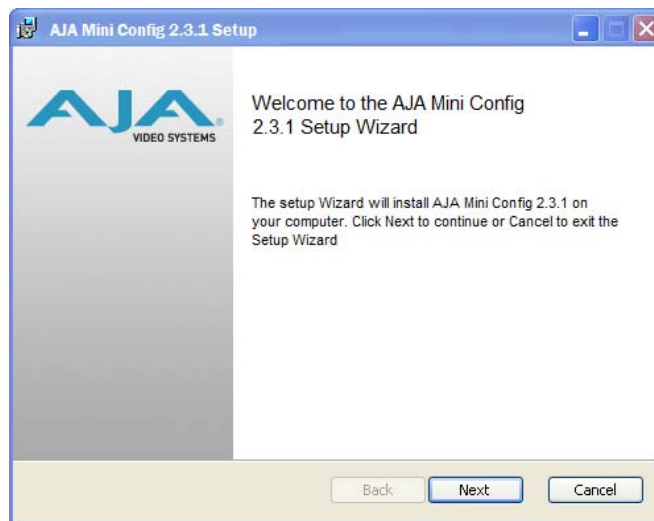 AJA Mini Config 2.3.1 Setup
AJA
VIDEO SYSTEMS
Welcome to the AJA Mini Config
2.3.1 Setup Wizard
The setup Wizard will install AJA Mini Config 2.3.1 on
your computer. Click Next to continue or Cancel to exit the
Setup Wizard
Back
Next
Cancel